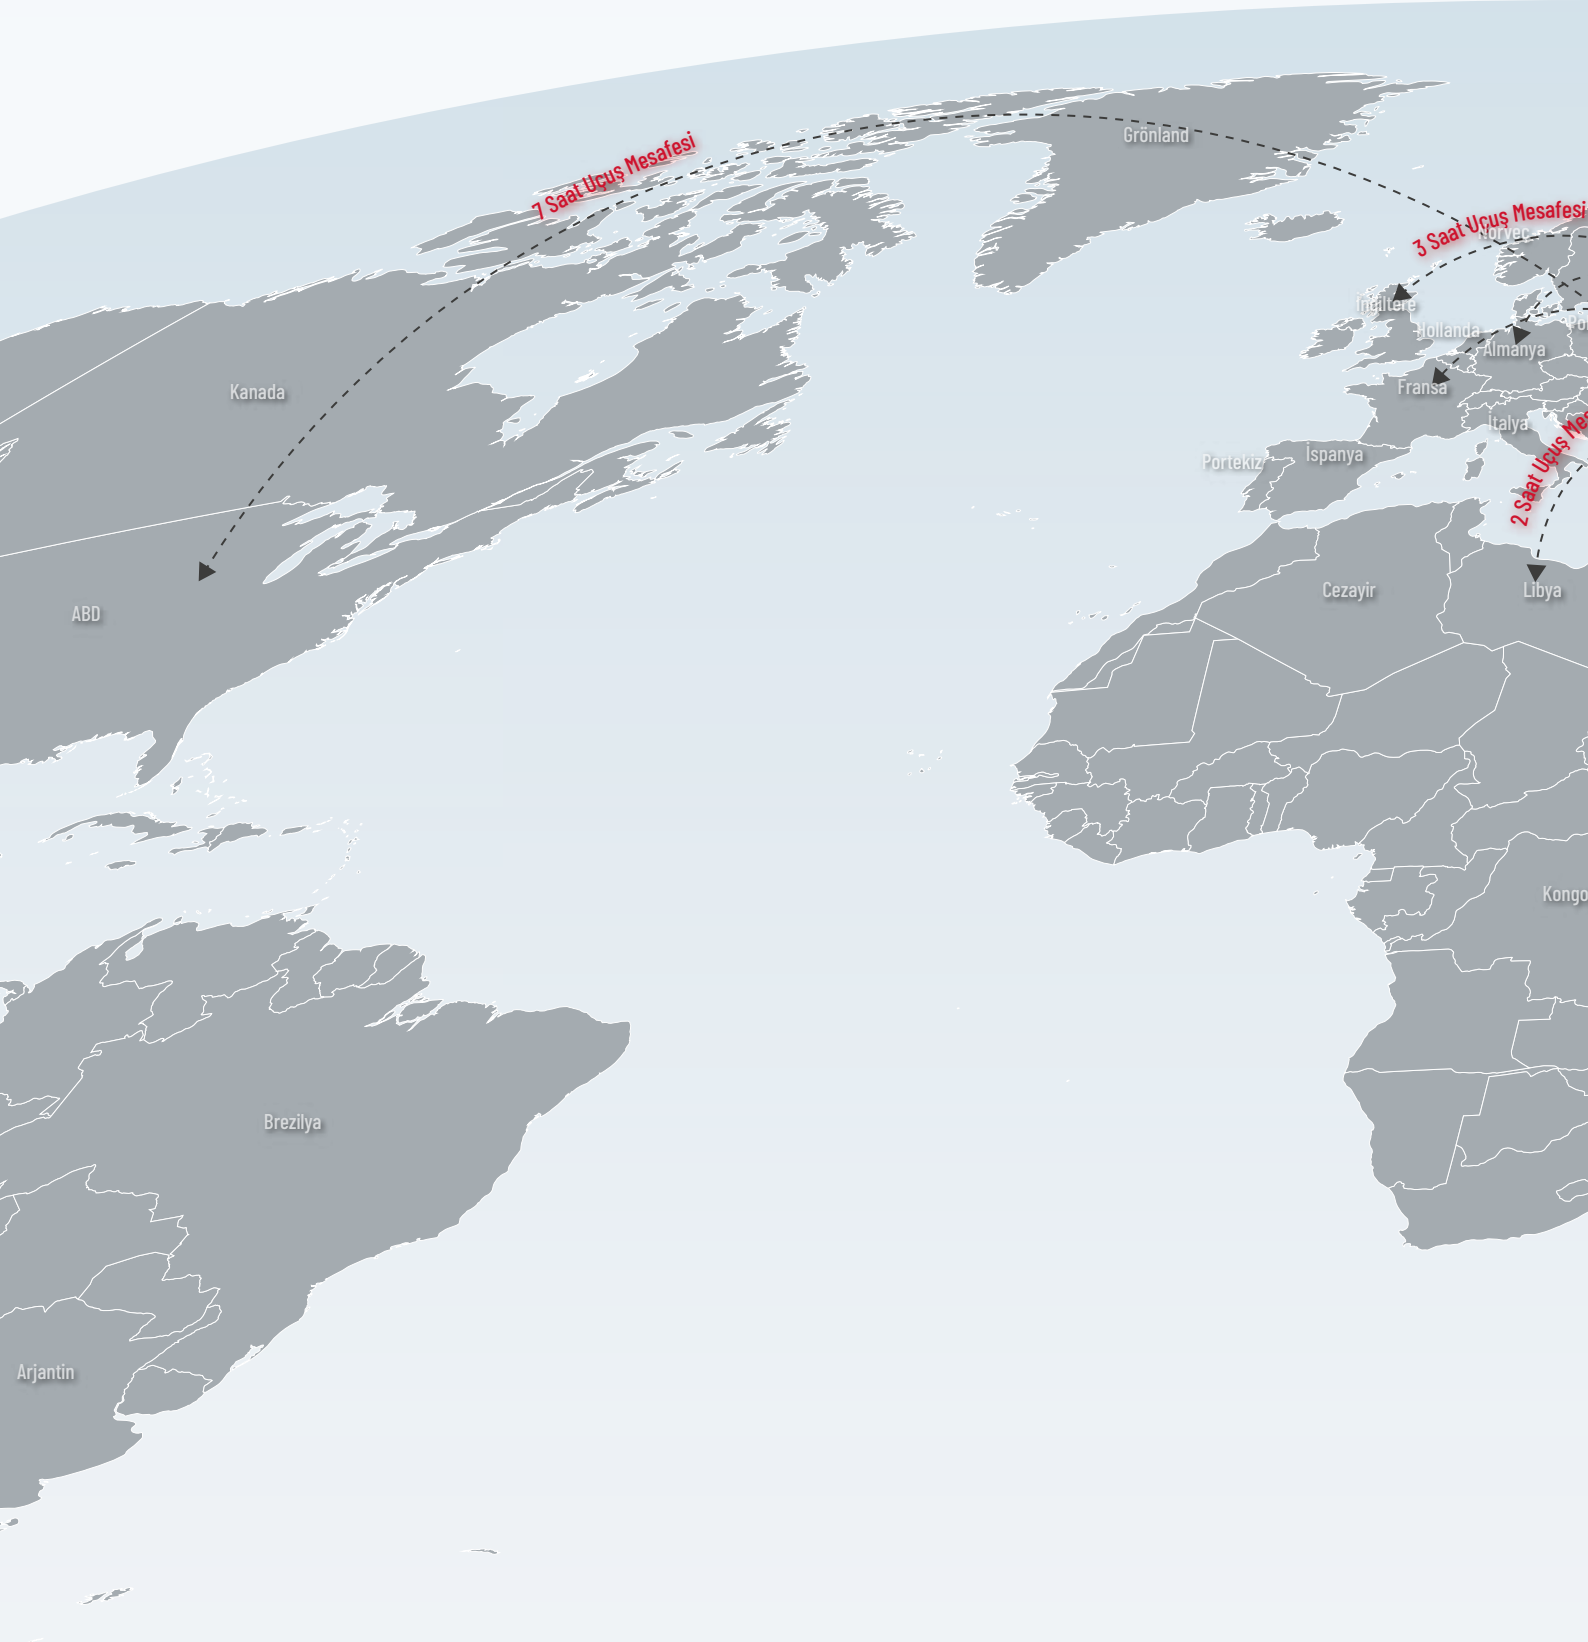 Grönland
7 Saat Uçuş Mesafesi
3 Saat Uçuş Mesafesi
Norveç
İngiltere
Hollanda
Almanya
Fransa
Kanada
İtalya
Portekiz
İspanya
2 Saat Uçuş
Cezayir
Libya
ABD
Kongo
Brezilya
Arjantin